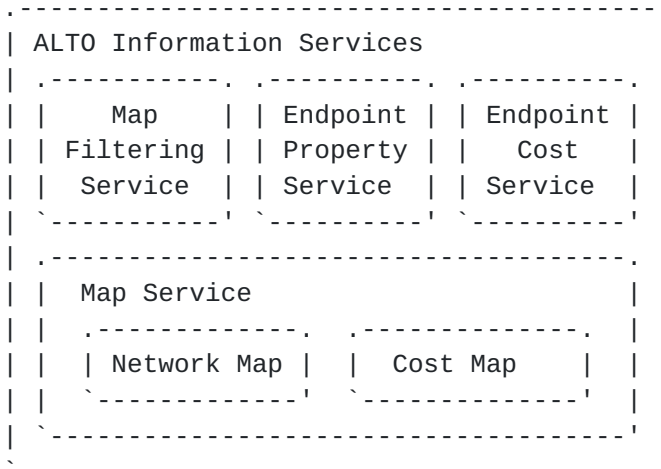 ALTO Information Services
Map Endpoint Endpoint
Filtering Property Cost
Service Service Service
Map Service
Network Map Cost Map